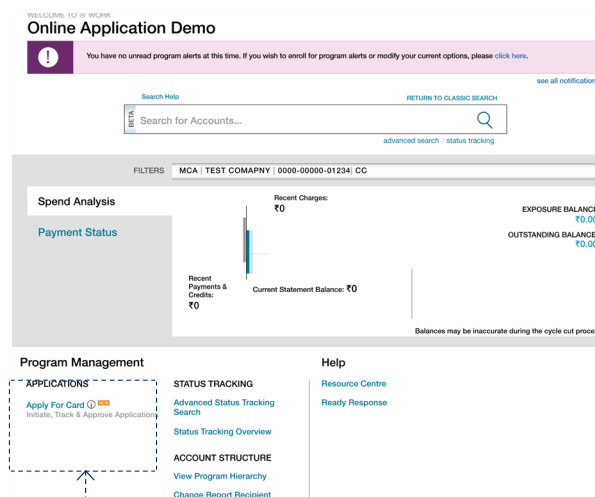 WELCOME TO @ WORK
Online Application Demo
You have no unread program alerts at this time. If you wish to enroll for program alerts or modify your current options, please click here.
see all notification
Search Help
RETURN TO CLASSIC SEARCH
BETA
Search for Accounts...
advanced search | status tracking
FILTERS
MCA | TEST COMAPNY | 0000-00000-01234| CC
Spend Analysis
Payment Status
Recent Charges:
₹0
EXPOSURE BALANCE
₹0.00
OUTSTANDING BALANCE
₹0.00
Recent
Payments &
Credits:
₹0
Current Statement Balance: ₹0
Balances may be inaccurate during the cycle cut proce
Program Management
Help
APPLICATIONS
Apply For Card NEW
Initiate, Track & Approve Applications
STATUS TRACKING
Advanced Status Tracking
Search
Status Tracking Overview
ACCOUNT STRUCTURE
View Program Hierarchy
Change Report Recipient
Resource Centre
Ready Response